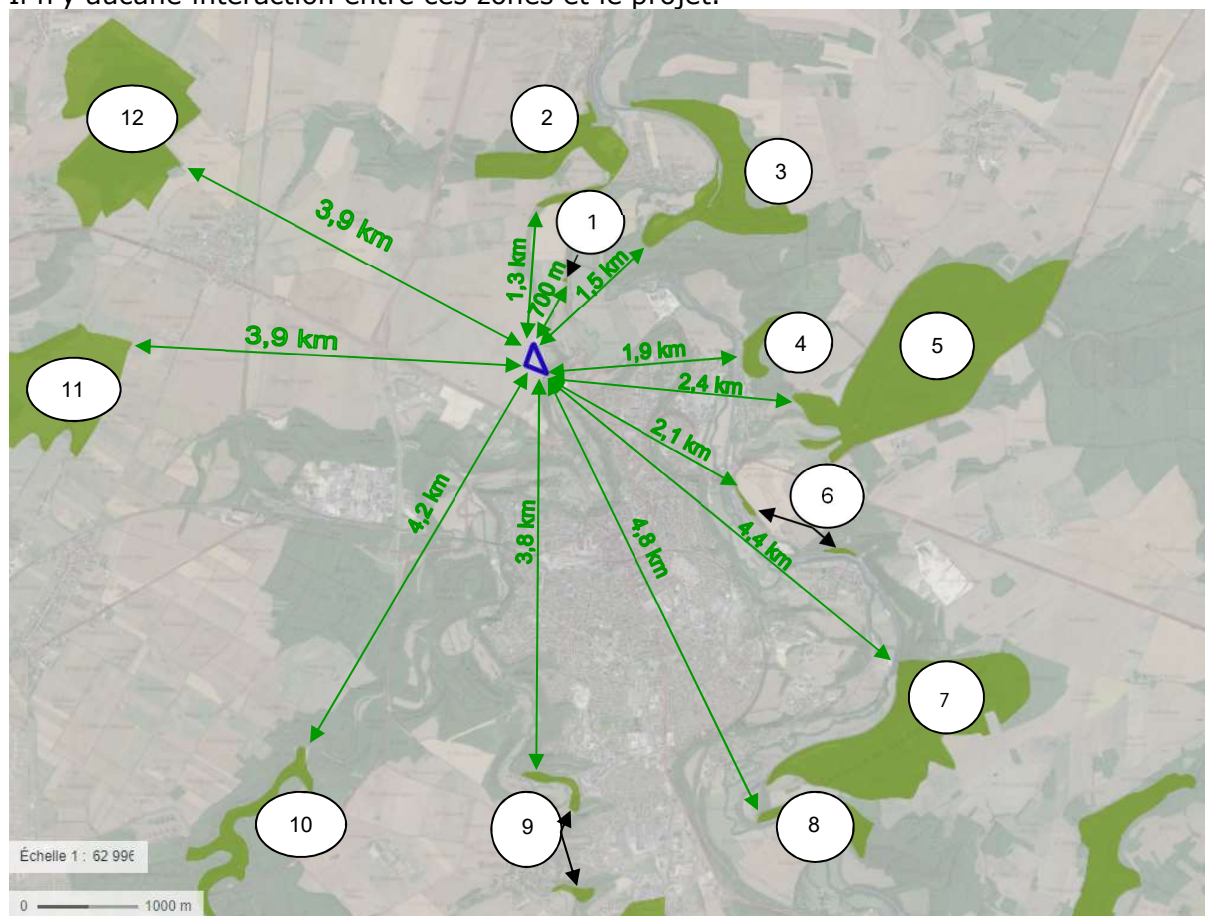 Il n'y aucune interaction entre ces zones et le projet.
12
2
3
1
3,9 km
1,3 km
700 m
1,5 km
3,9 km
1,9 km
4
5
11
2,4 km
2,1 km
6
4,2 km
3,8 km
4,8 km
4,4 km
7
10
9
8
Échelle 1 : 62 996
0
1000 m